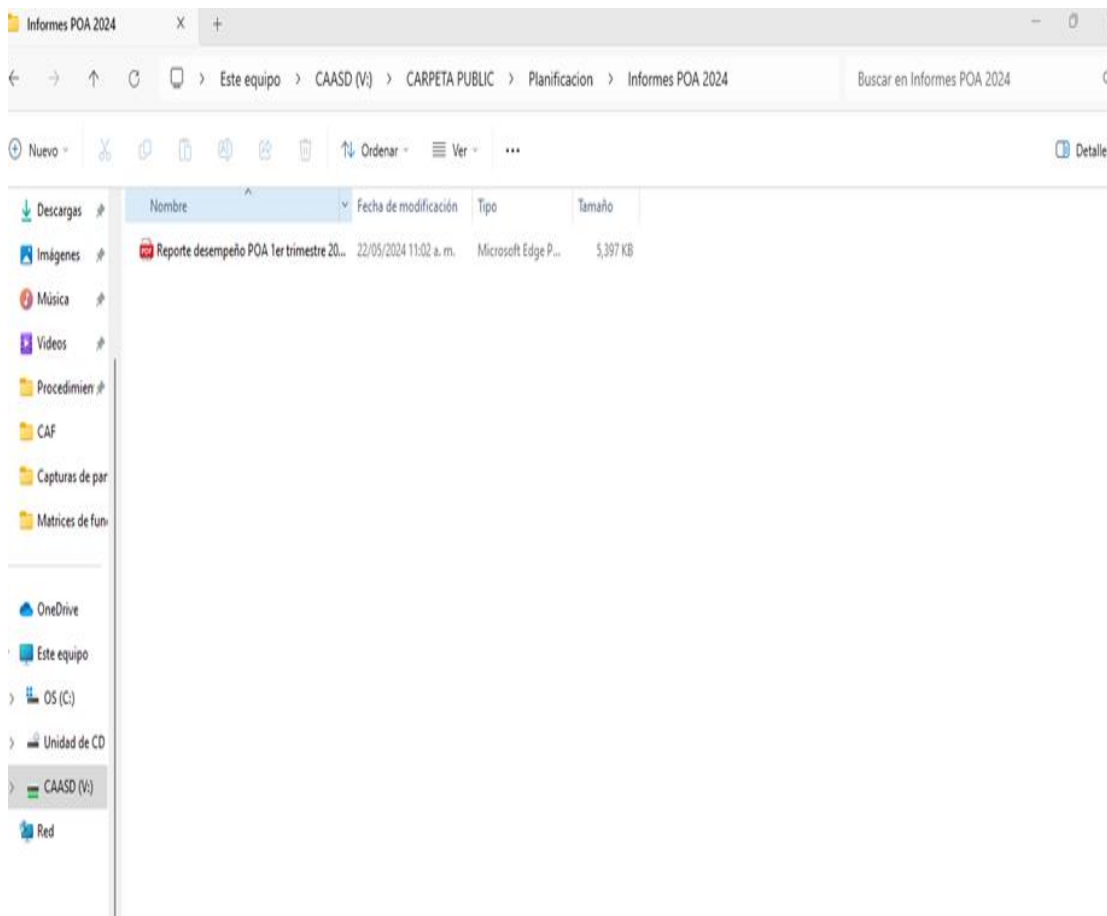 Informes POA 2024
Este equipo > CAASD (V:) > CARPETA PUBLIC > Planificacion > Informes POA 2024
Buscar en Informes POA 2024
Nuevo
Ordenar
Ver
Detalle
Nombre
Fecha de modificación
Tipo
Tamaño
PDF
Reporte desempeño POA 1er trimestre 20...
22/05/2024 11:02 a. m.
Microsoft Edge P...
5,397 KB
Descargas
Imágenes
Música
Videos
Procedimien
CAF
Capturas de par
Matrices de fun
OneDrive
Este equipo
OS (C:)
Unidad de CD
CAASD (V:)
Red